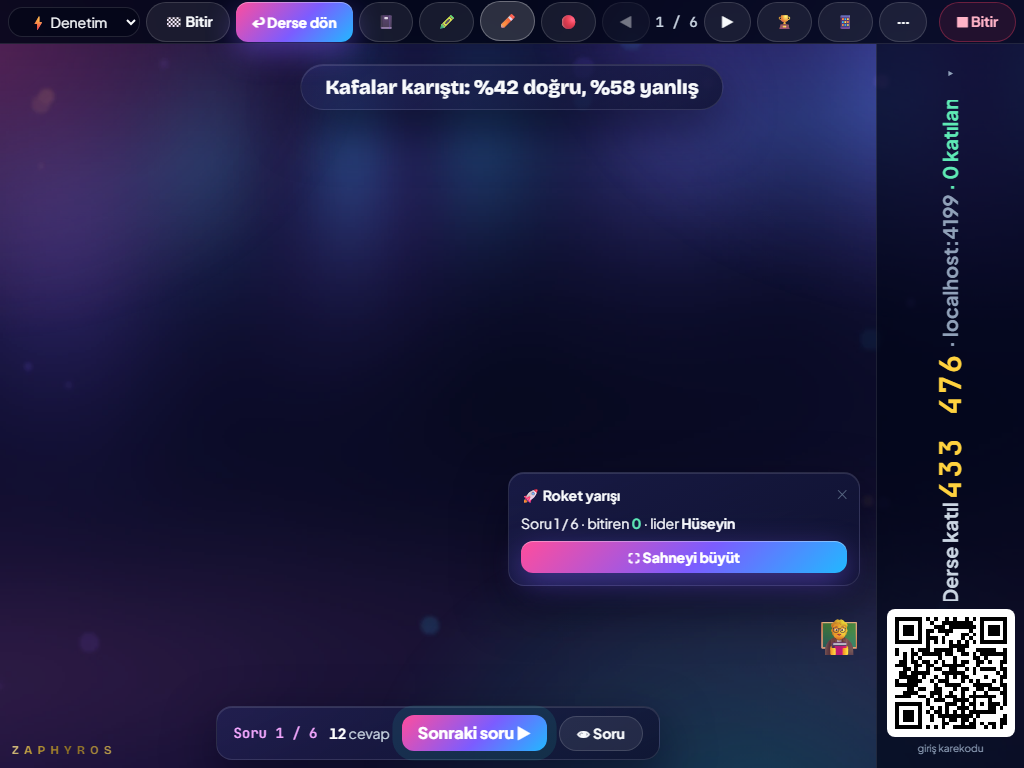 Denetim
Bitir
Derse dön
1 / 6
Bitir
Kafalar karıştı: %42 doğru, %58 yanlış
Derse katıl 433 476 · localhost:4199 · 0 katılan
Roket yarışı
Soru 1 / 6 · bitiren 0 · lider Hüseyin
Sahneyi büyüt
Soru 1 / 6 12 cevap
Sonraki soru
Soru
ZAPHYROS
giriş karekodu